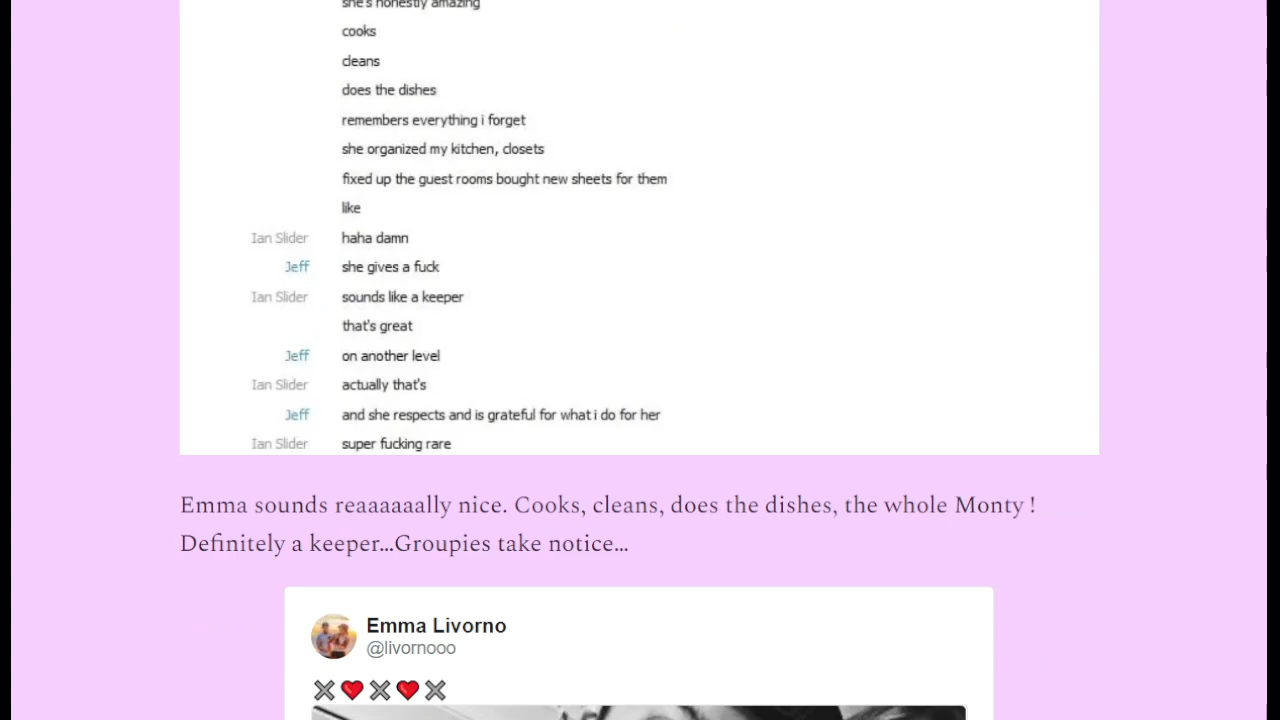 she's honestly amazing
cooks
cleans
does the dishes
remembers everything i forget
she organized my kitchen, closets
fixed up the guest rooms bought new sheets for them
like
Ian Slider haha damn
Jeff she gives a fuck
Ian Slider sounds like a keeper
that's great
Jeff on another level
Ian Slider actually that's
Jeff and she respects and is grateful for what i do for her
Ian Slider super fucking rare
Emma sounds reaaaaaally nice. Cooks, cleans, does the dishes, the whole Monty !
Definitely a keeper...Groupies take notice...
Emma Livorno
@livornooo